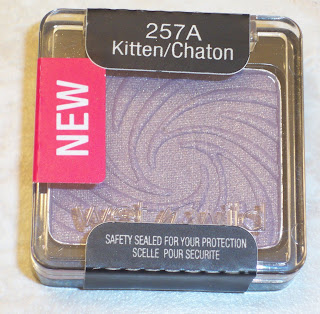 257A
Kitten/Chaton
NEW
wet n wild
SAFETY SEALED FOR YOUR PROTECTION
SCELLE POUR SECURITE